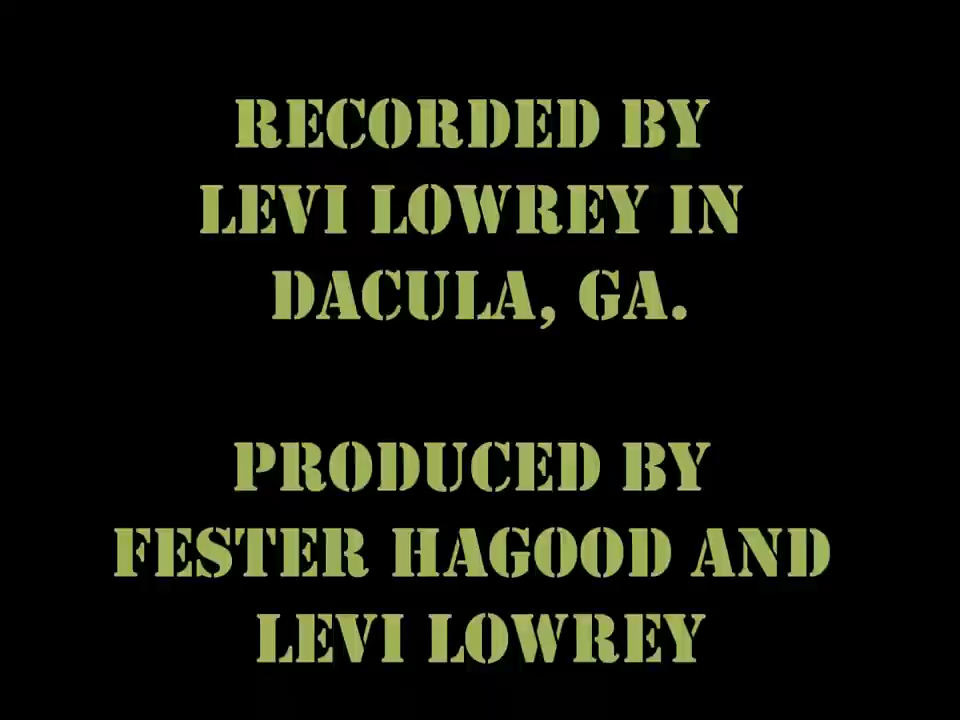 RECORDED BY
LEVI LOWREY IN
DACULA, GA.
PRODUCED BY
FESTER HAGOOD AND
LEVI LOWREY